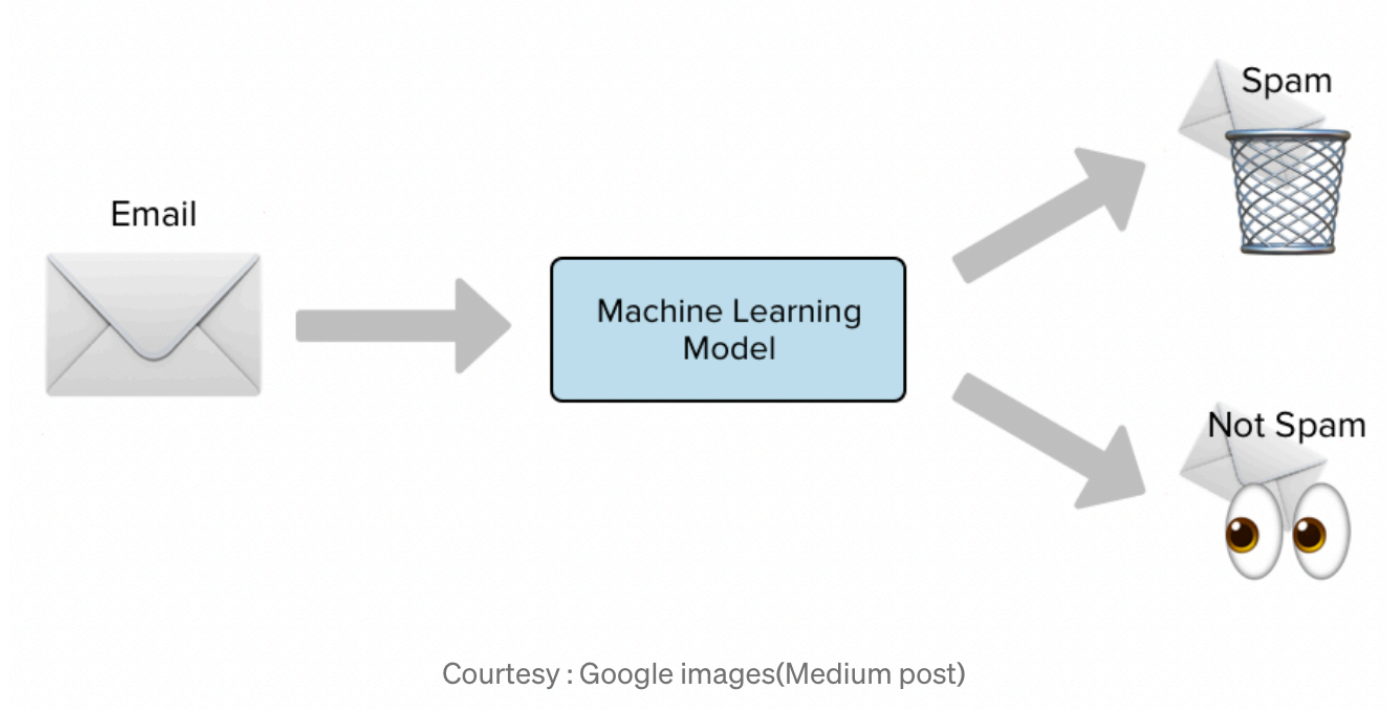 Email
Machine Learning
Model
Spam
Not Spam
Courtesy : Google images(Medium post)